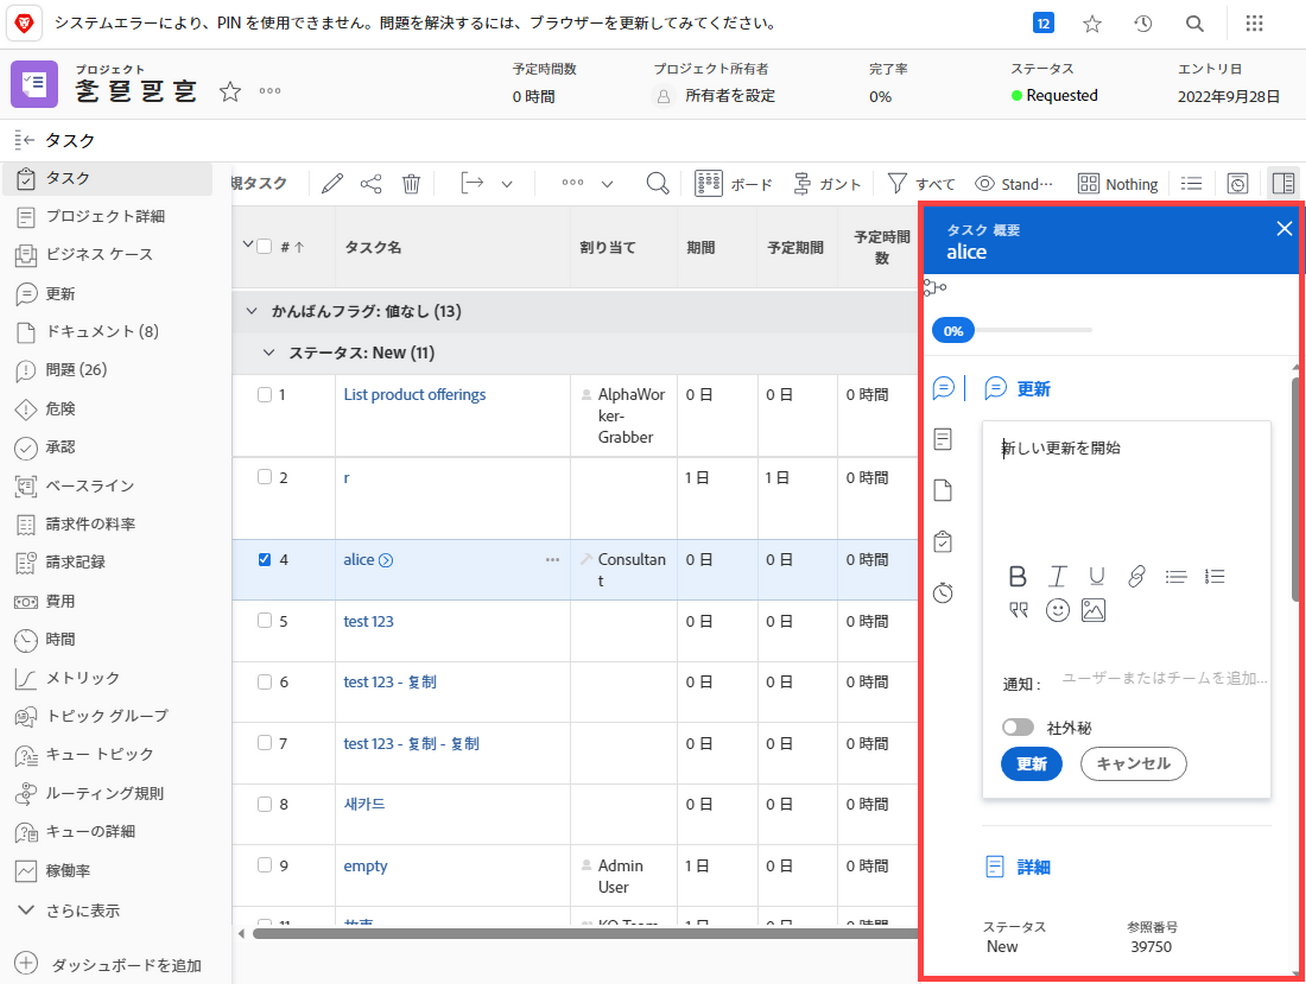 システムエラーにより、PIN を使用できません。問題を解決するには、ブラウザーを更新してみてください。
12
プロジェクト
予定時間数
0 時間
プロジェクト所有者
所有者を設定
完了率
0%
ステータス
Requested
エントリ日
2022年9月28日
タスク
タスク
プロジェクト詳細
ビジネス ケース
更新
ドキュメント (8)
問題 (26)
危険
承認
ベースライン
請求件の料率
請求記録
費用
時間
メトリック
トピック グループ
キュー トピック
ルーティング規則
キューの詳細
稼働率
さらに表示
ダッシュボードを追加
規タスク
ボード
ガント
すべて
Stand…
Nothing
# ↑
タスク名
割り当て
期間
予定期間
予定時間
数
かんばんフラグ: 値なし (13)
ステータス: New (11)
1 List product offerings AlphaWor
ker-
Grabber 0 日 0 日 0 時間
2 r 1 日 1 日 0 時間
4 alice Consultan
t 0 日 0 日 0 時間
5 test 123 0 日 0 日 0 時間
6 test 123 - 复制 0 日 0 日 0 時間
7 test 123 - 复制 - 复制 0 日 0 日 0 時間
8 새카드 0 日 0 日 0 時間
9 empty Admin
User 1 日 0 日 0 時間
タスク 概要
alice
0%
更新
新しい更新を開始
B I U
通知 :
ユーザーまたはチームを追加...
社外秘
更新
キャンセル
詳細
ステータス
New
参照番号
39750